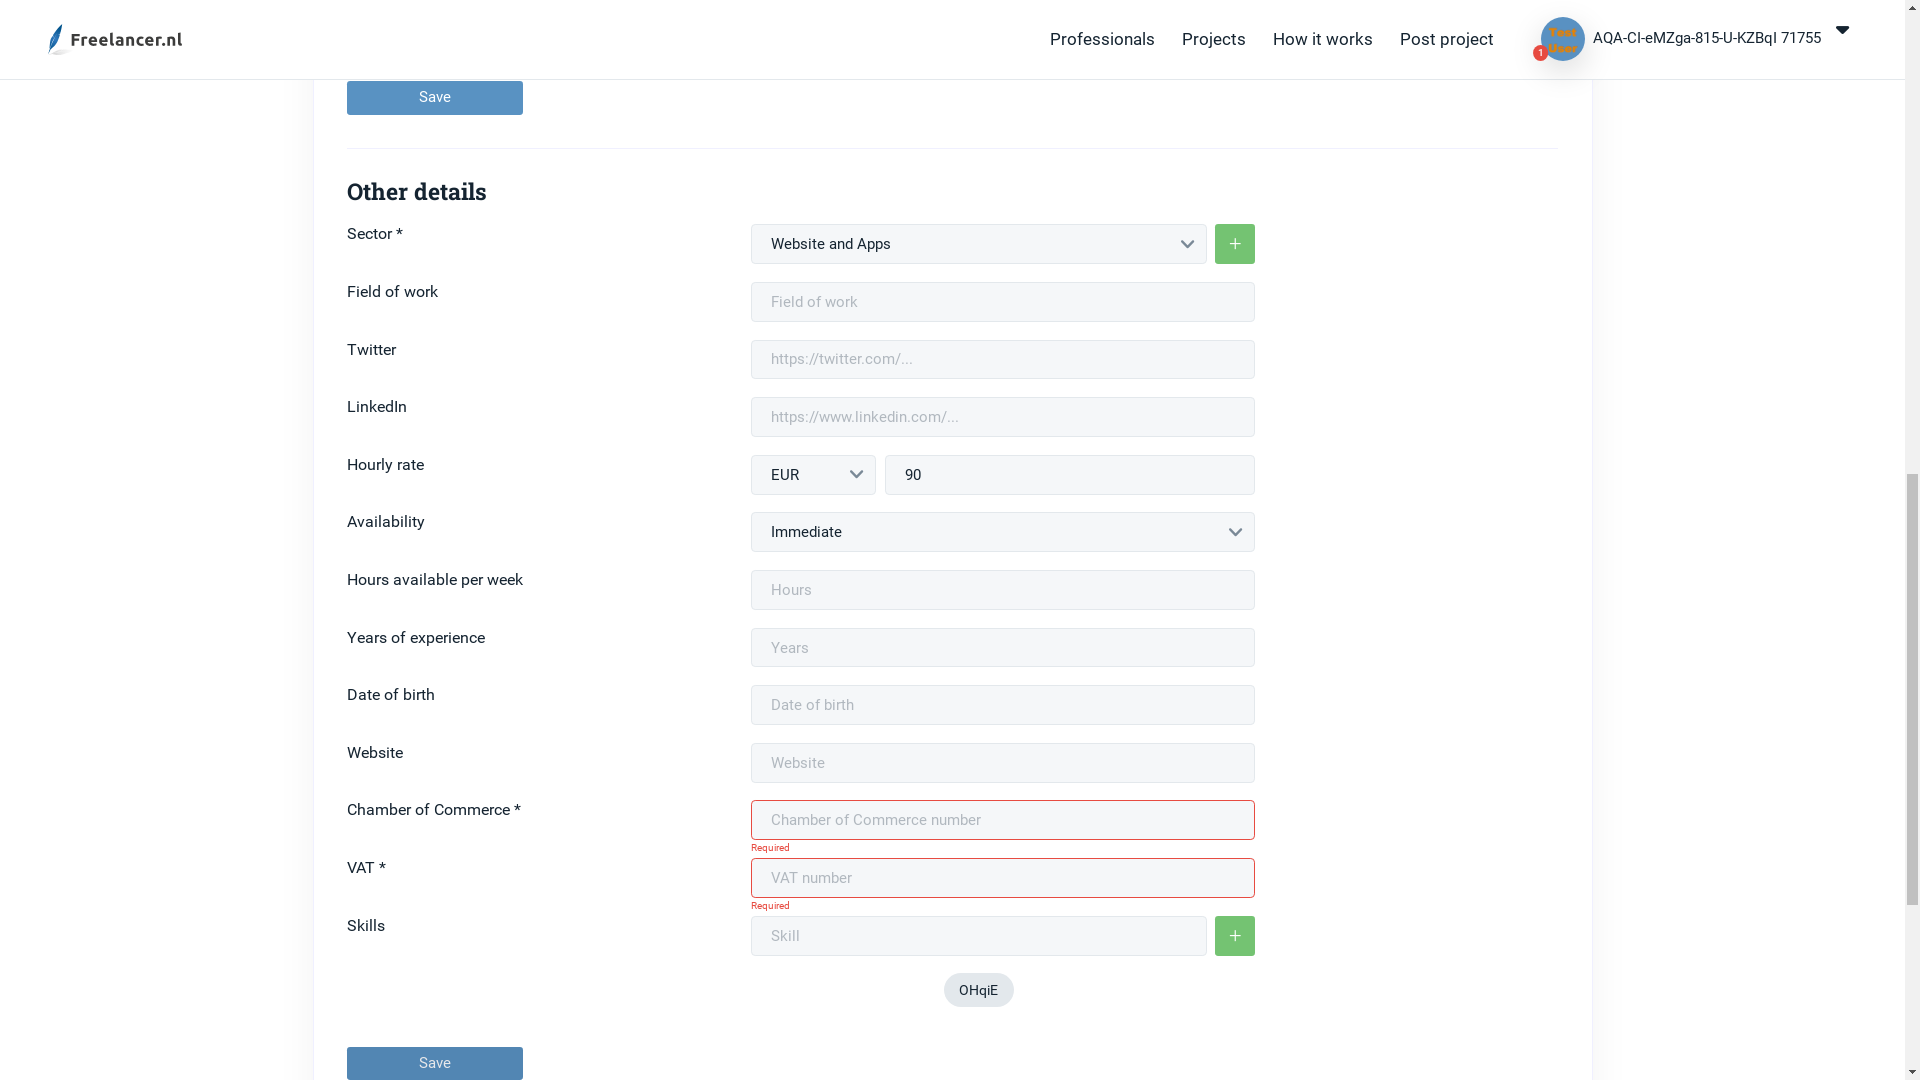 Freelancer.nl
Professionals Projects How it works Post project
Test
User
1
AQA-CI-eMZga-815-U-KZBqI 71755
Save
Other details
Sector *
Website and Apps
+
Field of work
Field of work
Twitter
https://twitter.com/...
LinkedIn
https://www.linkedin.com/...
Hourly rate
EUR
90
Availability
Immediate
Hours available per week
Hours
Years of experience
Years
Date of birth
Date of birth
Website
Website
Chamber of Commerce *
Chamber of Commerce number
Required
VAT *
VAT number
Required
Skills
Skill
+
OHqiE
Save